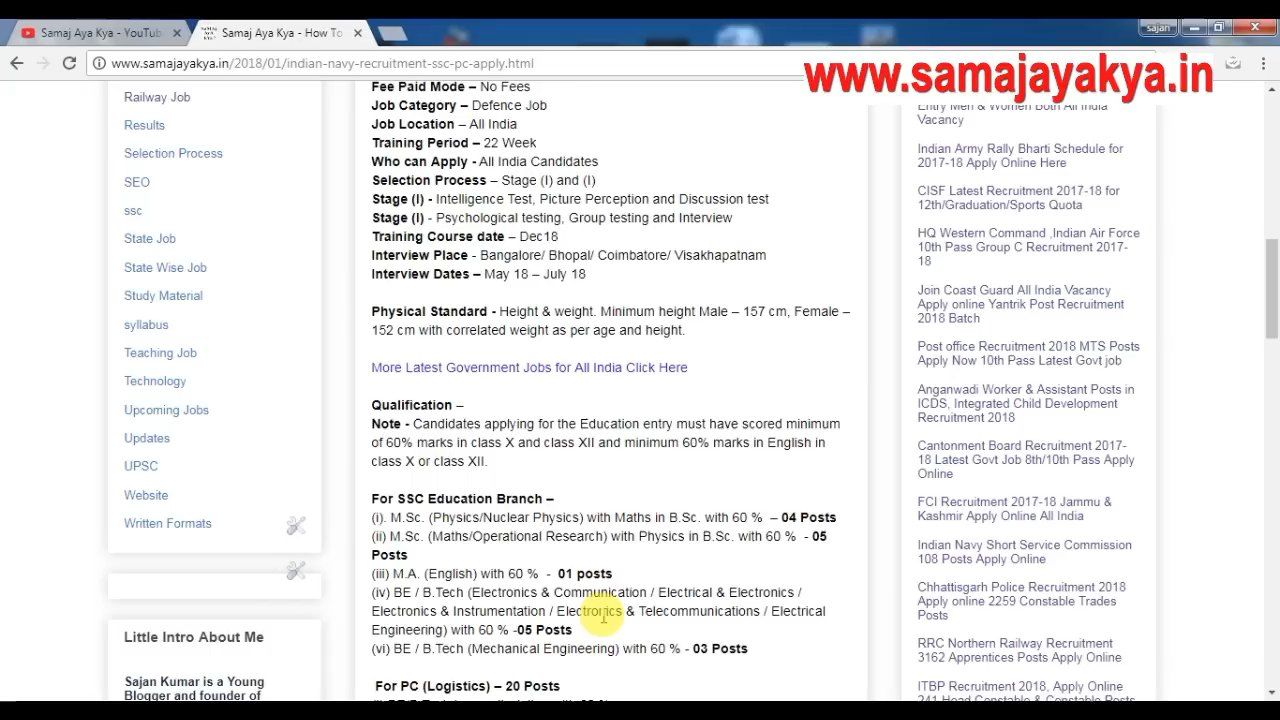 Samaj Aya Kya - YouTub
Samaj Aya Kya - How To
sajan
www.samajayakya.in/2018/01/indian-navy-recruitment-ssc-pc-apply.html
www.samajayakya.in
Railway Job
Results
Selection Process
SEO
ssc
State Job
State Wise Job
Study Material
syllabus
Teaching Job
Technology
Upcoming Jobs
Updates
UPSC
Website
Written Formats
Little Intro About Me
Sajan Kumar is a Young
Blogger and founder of
Fee Paid Mode – No Fees
Job Category – Defence Job
Job Location – All India
Training Period – 22 Week
Who can Apply - All India Candidates
Selection Process – Stage (I) and (I)
Stage (I) - Intelligence Test, Picture Perception and Discussion test
Stage (I) - Psychological testing, Group testing and Interview
Training Course date – Dec18
Interview Place - Bangalore/ Bhopal/ Coimbatore/ Visakhapatnam
Interview Dates – May 18 – July 18
Physical Standard - Height & weight. Minimum height Male – 157 cm, Female –
152 cm with correlated weight as per age and height.
More Latest Government Jobs for All India Click Here
Qualification –
Note - Candidates applying for the Education entry must have scored minimum
of 60% marks in class X and class XII and minimum 60% marks in English in
class X or class XII.
For SSC Education Branch –
(i). M.Sc. (Physics/Nuclear Physics) with Maths in B.Sc. with 60 % – 04 Posts
(ii) M.Sc. (Maths/Operational Research) with Physics in B.Sc. with 60 % - 05
Posts
(iii) M.A. (English) with 60 % - 01 posts
(iv) BE / B.Tech (Electronics & Communication / Electrical & Electronics /
Electronics & Instrumentation / Electronics & Telecommunications / Electrical
Engineering) with 60 % -05 Posts
(vi) BE / B.Tech (Mechanical Engineering) with 60 % - 03 Posts
For PC (Logistics) – 20 Posts
Entry Men & Women Both All India
Vacancy
Indian Army Rally Bharti Schedule for
2017-18 Apply Online Here
CISF Latest Recruitment 2017-18 for
12th/Graduation/Sports Quota
HQ Western Command ,Indian Air Force
10th Pass Group C Recruitment 2017-
18
Join Coast Guard All India Vacancy
Apply online Yantrik Post Recruitment
2018 Batch
Post office Recruitment 2018 MTS Posts
Apply Now 10th Pass Latest Govt job
Anganwadi Worker & Assistant Posts in
ICDS, Integrated Child Development
Recruitment 2018
Cantonment Board Recruitment 2017-
18 Latest Govt Job 8th/10th Pass Apply
Online
FCI Recruitment 2017-18 Jammu &
Kashmir Apply Online All India
Indian Navy Short Service Commission
108 Posts Apply Online
Chhattisgarh Police Recruitment 2018
Apply online 2259 Constable Trades
Posts
RRC Northern Railway Recruitment
3162 Apprentices Posts Apply Online
ITBP Recruitment 2018, Apply Online
241 Head Constable & Constable Posts